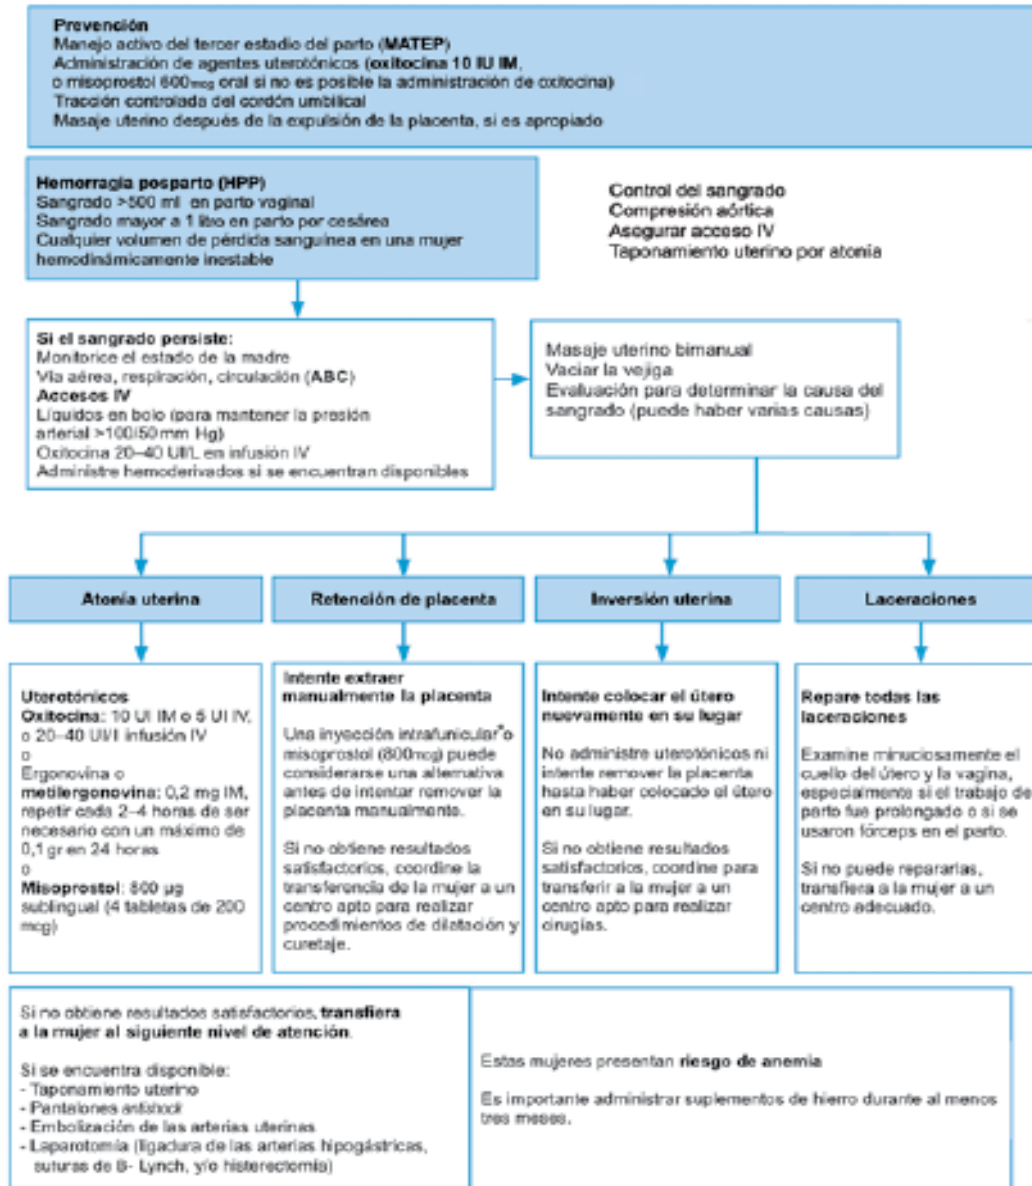 Prevención
Manejo activo del tercer estadio del parto (MATEP)
Administración de agentes uterotónicos (oxitocina 10 IU IM,
o misoprostol 600mcg oral si no es posible la administración de oxitocina)
Tracción controlada del cordón umbilical
Masaje uterino después de la expulsión de la placenta, si es apropiado
Hemorragia posparto (HPP)
Sangrado >500 ml en parto vaginal
Sangrado mayor a 1 litro en parto por cesárea
Cualquier volumen de pérdida sanguínea en una mujer
hemodinámicamente inestable
Control del sangrado
Compresión aórtica
Asegurar acceso IV
Taponamiento uterino por atonía
Si el sangrado persiste:
Monitorice el estado de la madre
Vía aérea, respiración, circulación (ABC)
Accesos IV
Líquidos en bolo (para mantener la presión
arterial >100/50 mm Hg)
Oxitocina 20–40 UI/L en infusión IV
Administre hemoderivados si se encuentran disponibles
Masaje uterino bimanual
Vaciar la vejiga
Evaluación para determinar la causa del
sangrado (puede haber varias causas)
Atonía uterina
Uterotónicos
Oxitocina: 10 UI IM o 5 UI IV,
o 20–40 UI/l infusión IV
o
Ergonovina o
metilergonovina: 0,2 mg IM,
repetir cada 2–4 horas de ser
necesario con un máximo de
0,1 gr en 24 horas
o
Misoprostol: 800 µg
sublingual (4 tabletas de 200
mcg)
Retención de placenta
Intente extraer
manualmente la placenta
Una inyección intrafunicular* o
misoprostol (800mcg) puede
considerarse una alternativa
antes de intentar remover la
placenta manualmente.
Si no obtiene resultados
satisfactorios, coordine la
transferencia de la mujer a un
centro apto para realizar
procedimientos de dilatación y
curetaje.
Inversión uterina
Intente colocar el útero
nuevamente en su lugar
No administre uterotónicos ni
intente remover la placenta
hasta haber colocado el útero
en su lugar.
Si no obtiene resultados
satisfactorios, coordine para
transferir a la mujer a un
centro apto para realizar
cirugías.
Laceraciones
Repare todas las
laceraciones
Examine minuciosamente el
cuello del útero y la vagina,
especialmente si el trabajo de
parto fue prolongado o si se
usaron fórceps en el parto.
Si no puede repararlas,
transfiera a la mujer a un
centro adecuado.
Si no obtiene resultados satisfactorios, transfiera
a la mujer al siguiente nivel de atención.
Si se encuentra disponible:
- Taponamiento uterino
- Pantalones antishock
- Embolización de las arterias uterinas
- Laparotomía (ligadura de las arterias hipogástricas,
suturas de B- Lynch, y/o histerectomía)
Estas mujeres presentan riesgo de anemia
Es importante administrar suplementos de hierro durante al menos
tres meses.